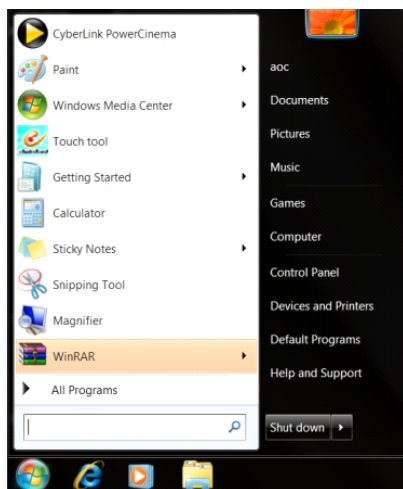 CyberLink PowerCinema
Paint
Windows Media Center
Touch tool
Getting Started
Calculator
Sticky Notes
Snipping Tool
Magnifier
WinRAR
All Programs
aoc
Documents
Pictures
Music
Games
Computer
Control Panel
Devices and Printers
Default Programs
Help and Support
Shut down